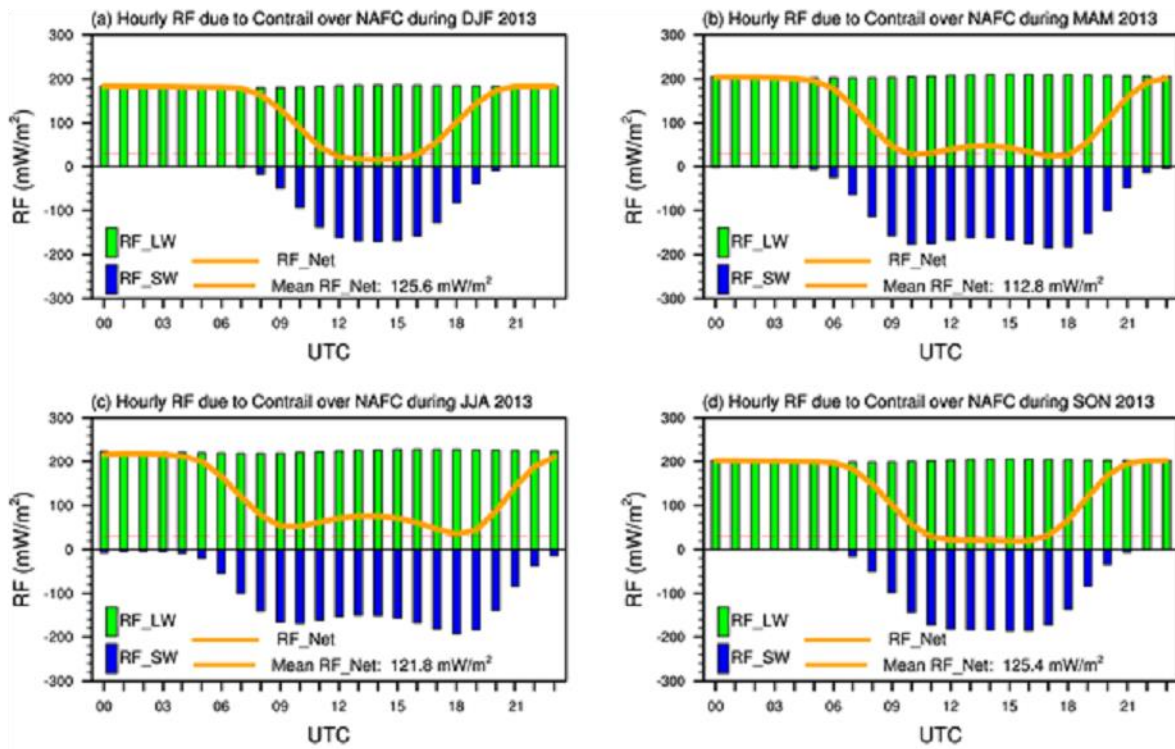 (a) Hourly RF due to Contrail over NAFC during DJF 2013
300
200
100
0
-100
-200
-300
RF (mW/m²)
RF_LW
RF_SW
RF_Net
Mean RF_Net: 125.6 mW/m²
00 03 06 09 12 15 18 21
UTC
(b) Hourly RF due to Contrail over NAFC during MAM 2013
300
200
100
0
-100
-200
-300
RF (mW/m²)
RF_LW
RF_SW
RF_Net
Mean RF_Net: 112.8 mW/m²
00 03 06 09 12 15 18 21
UTC
(c) Hourly RF due to Contrail over NAFC during JJA 2013
300
200
100
0
-100
-200
-300
RF (mW/m²)
RF_LW
RF_SW
RF_Net
Mean RF_Net: 121.8 mW/m²
00 03 06 09 12 15 18 21
UTC
(d) Hourly RF due to Contrail over NAFC during SON 2013
300
200
100
0
-100
-200
-300
RF (mW/m²)
RF_LW
RF_SW
RF_Net
Mean RF_Net: 125.4 mW/m²
00 03 06 09 12 15 18 21
UTC